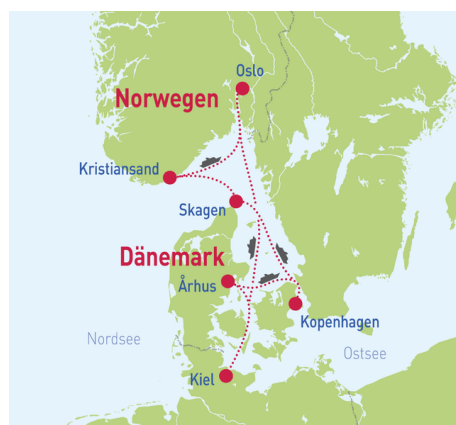 Oslo
Norwegen
Kristiansand
Skagen
Dänemark
Århus
Kopenhagen
Nordsee
Ostsee
Kiel